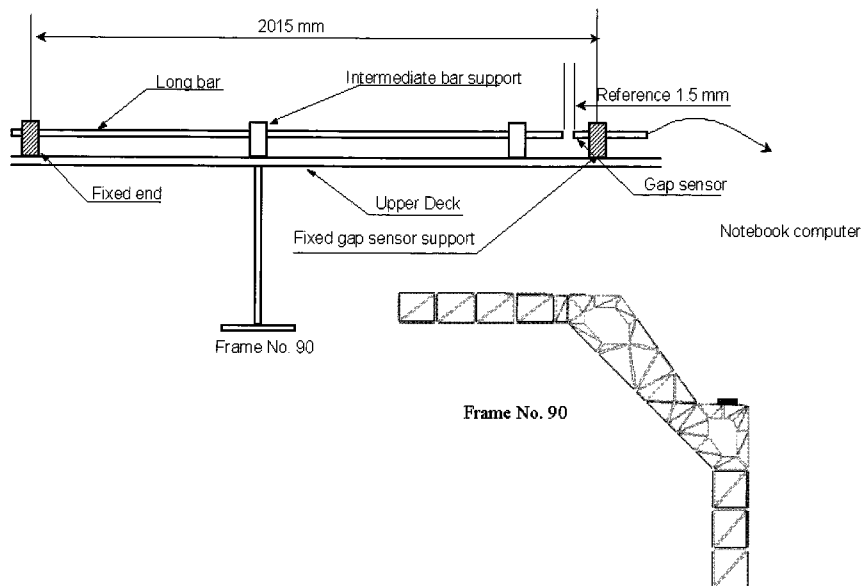 2015 mm
Long bar
Intermediate bar support
Reference 1.5 mm
Fixed end
Upper Deck
Gap sensor
Fixed gap sensor support
Notebook computer
Frame No. 90
Frame No. 90